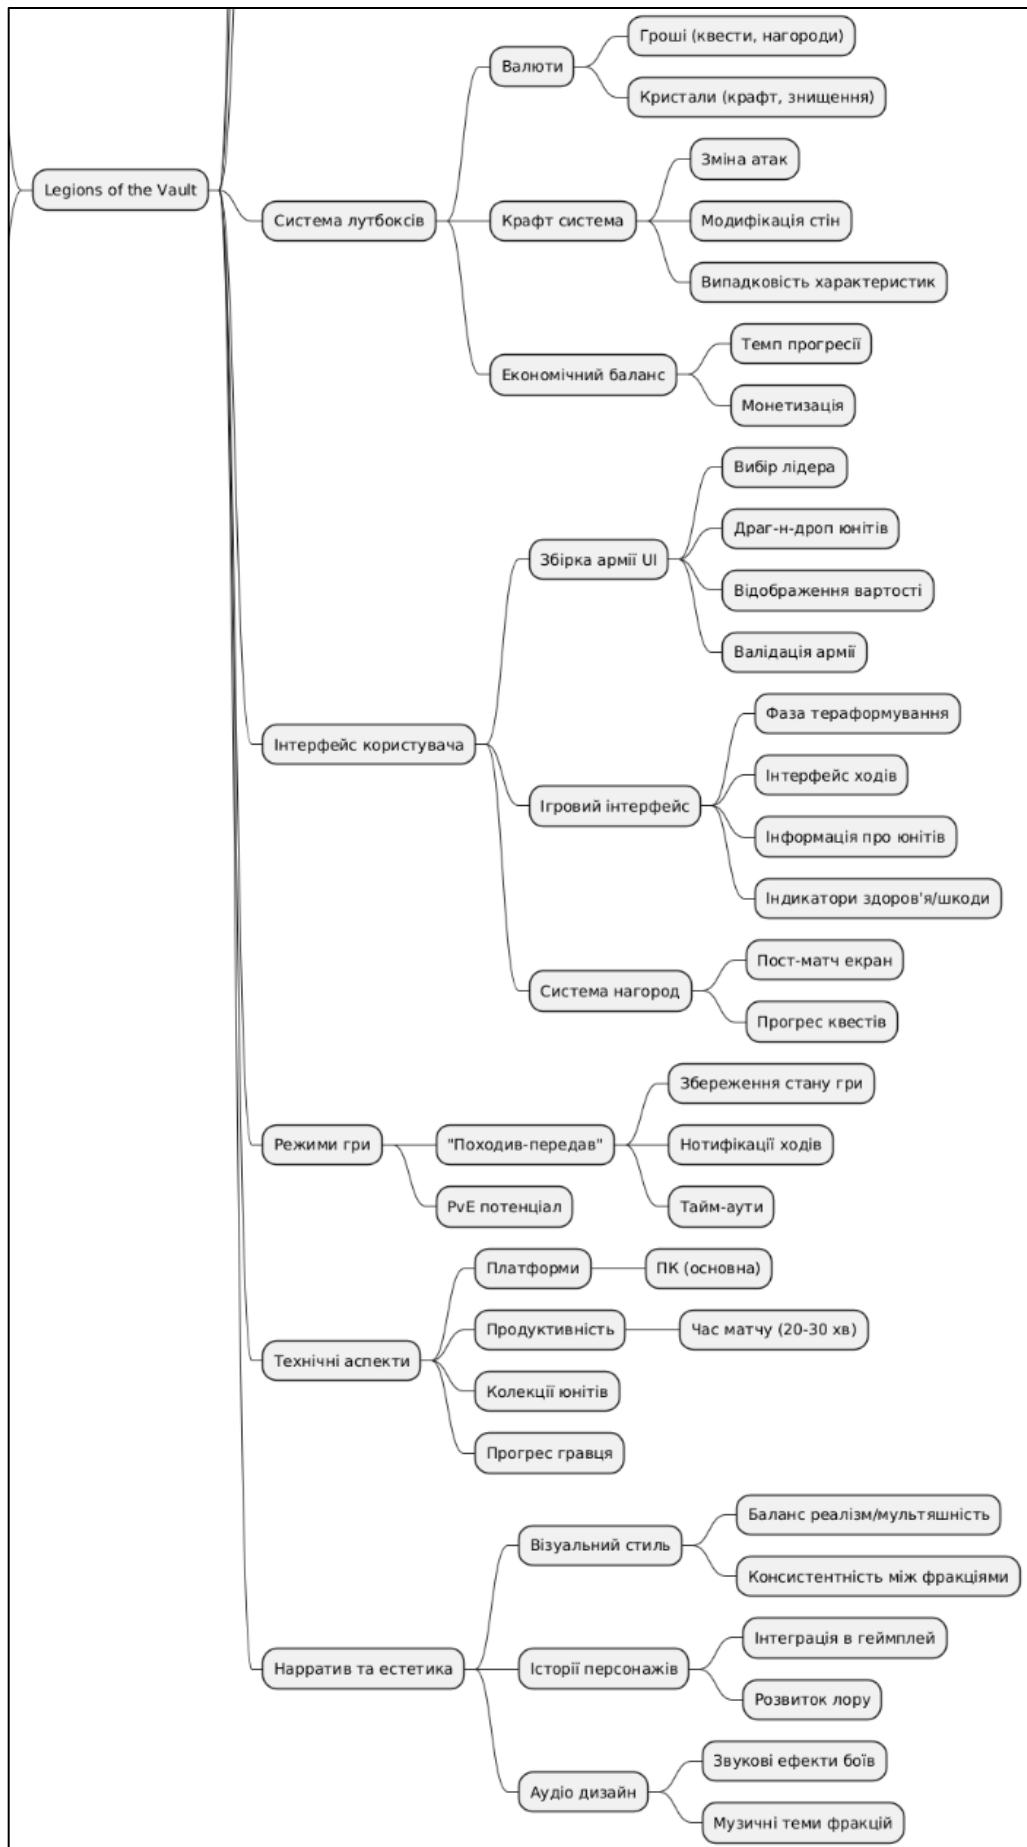 Legions of the Vault
Система лутбоксів
Валюти
Гроші (квести, нагороди)
Кристали (крафт, знищення)
Крафт система
Зміна атак
Модифікація стін
Випадковість характеристик
Економічний баланс
Темп прогресії
Монетизація
Інтерфейс користувача
Збірка армії UI
Вибір лідера
Драг-н-дроп юнітів
Відображення вартості
Валідація армії
Ігровий інтерфейс
Фаза тераформування
Інтерфейс ходів
Інформація про юнітів
Індикатори здоров'я/шкоди
Система нагород
Пост-матч екран
Прогрес квестів
Режими гри
"Походив-передав"
Збереження стану гри
Нотифікації ходів
Тайм-аути
PvE потенціал
Технічні аспекти
Платформи
ПК (основна)
Продуктивність
Час матчу (20-30 хв)
Колекції юнітів
Прогрес гравця
Нарратив та естетика
Візуальний стиль
Баланс реалізм/мультяшність
Консистентність між фракціями
Історії персонажів
Інтеграція в геймплей
Розвиток лору
Аудіо дизайн
Звукові ефекти боїв
Музичні теми фракцій